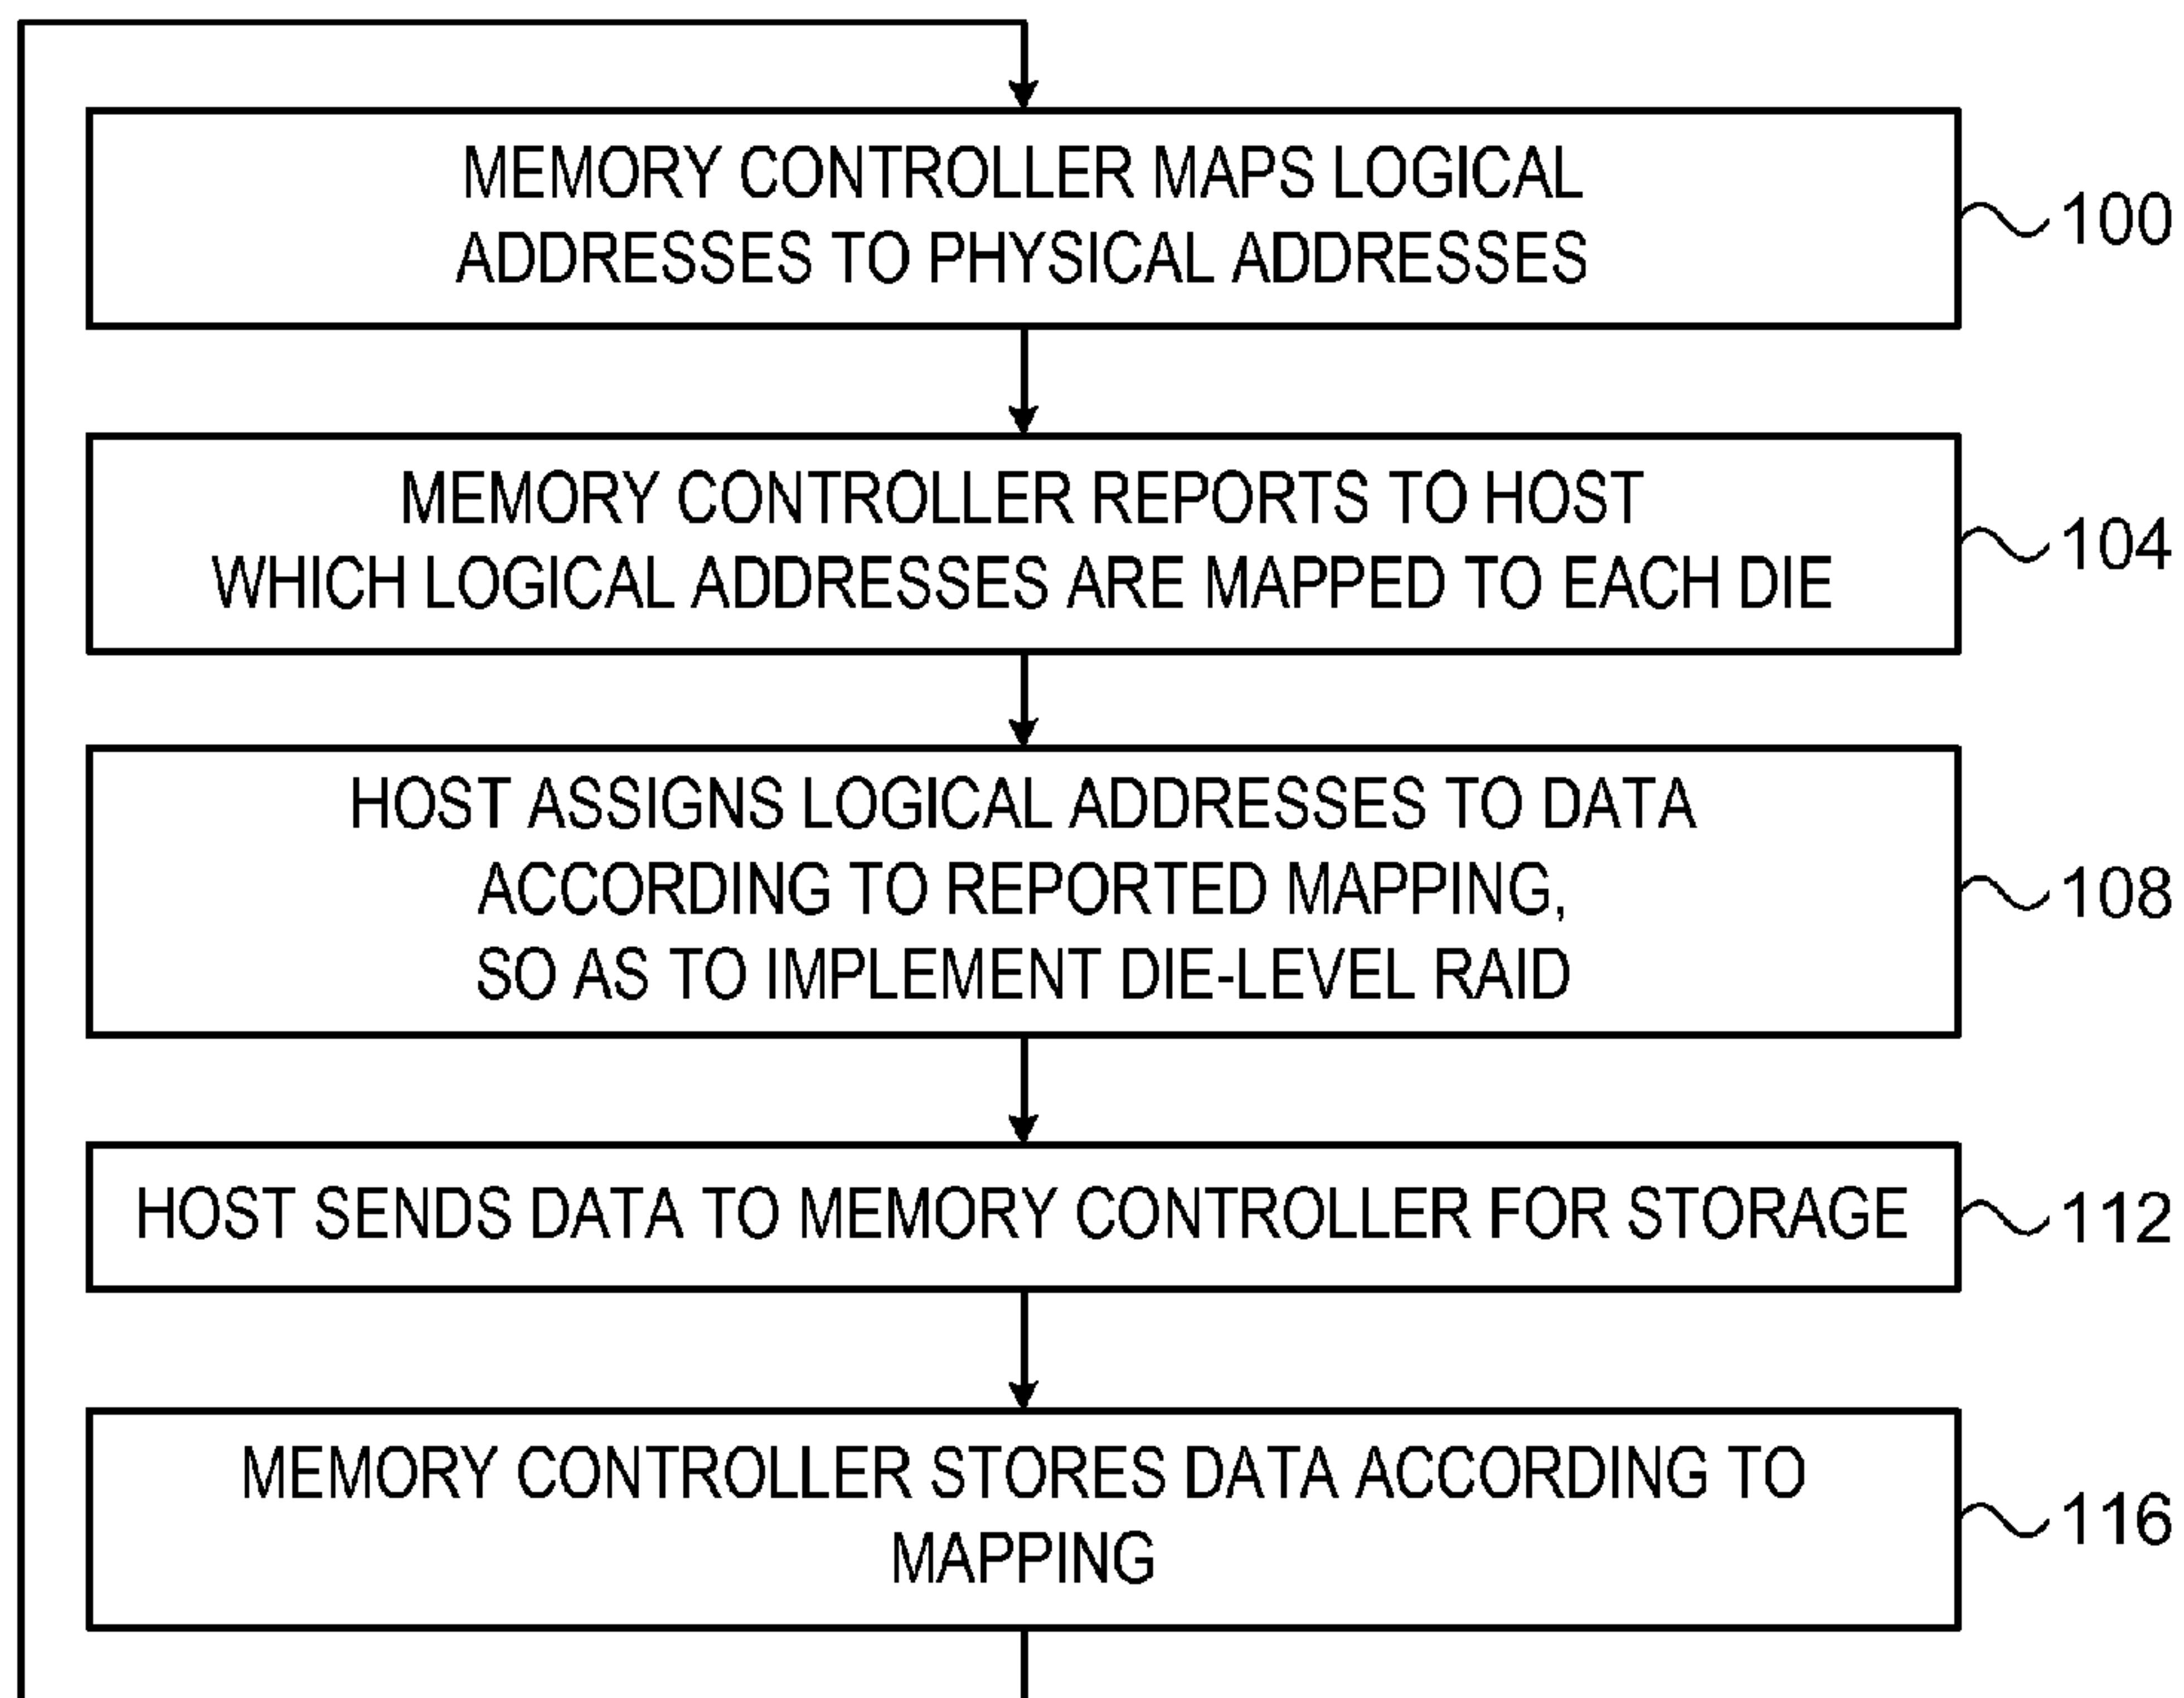 MEMORY CONTROLLER MAPS LOGICAL
ADDRESSES TO PHYSICAL ADDRESSES
100
MEMORY CONTROLLER REPORTS TO HOST
WHICH LOGICAL ADDRESSES ARE MAPPED TO EACH DIE
104
HOST ASSIGNS LOGICAL ADDRESSES TO DATA
ACCORDING TO REPORTED MAPPING,
SO AS TO IMPLEMENT DIE-LEVEL RAID
108
HOST SENDS DATA TO MEMORY CONTROLLER FOR STORAGE
112
MEMORY CONTROLLER STORES DATA ACCORDING TO
MAPPING
116